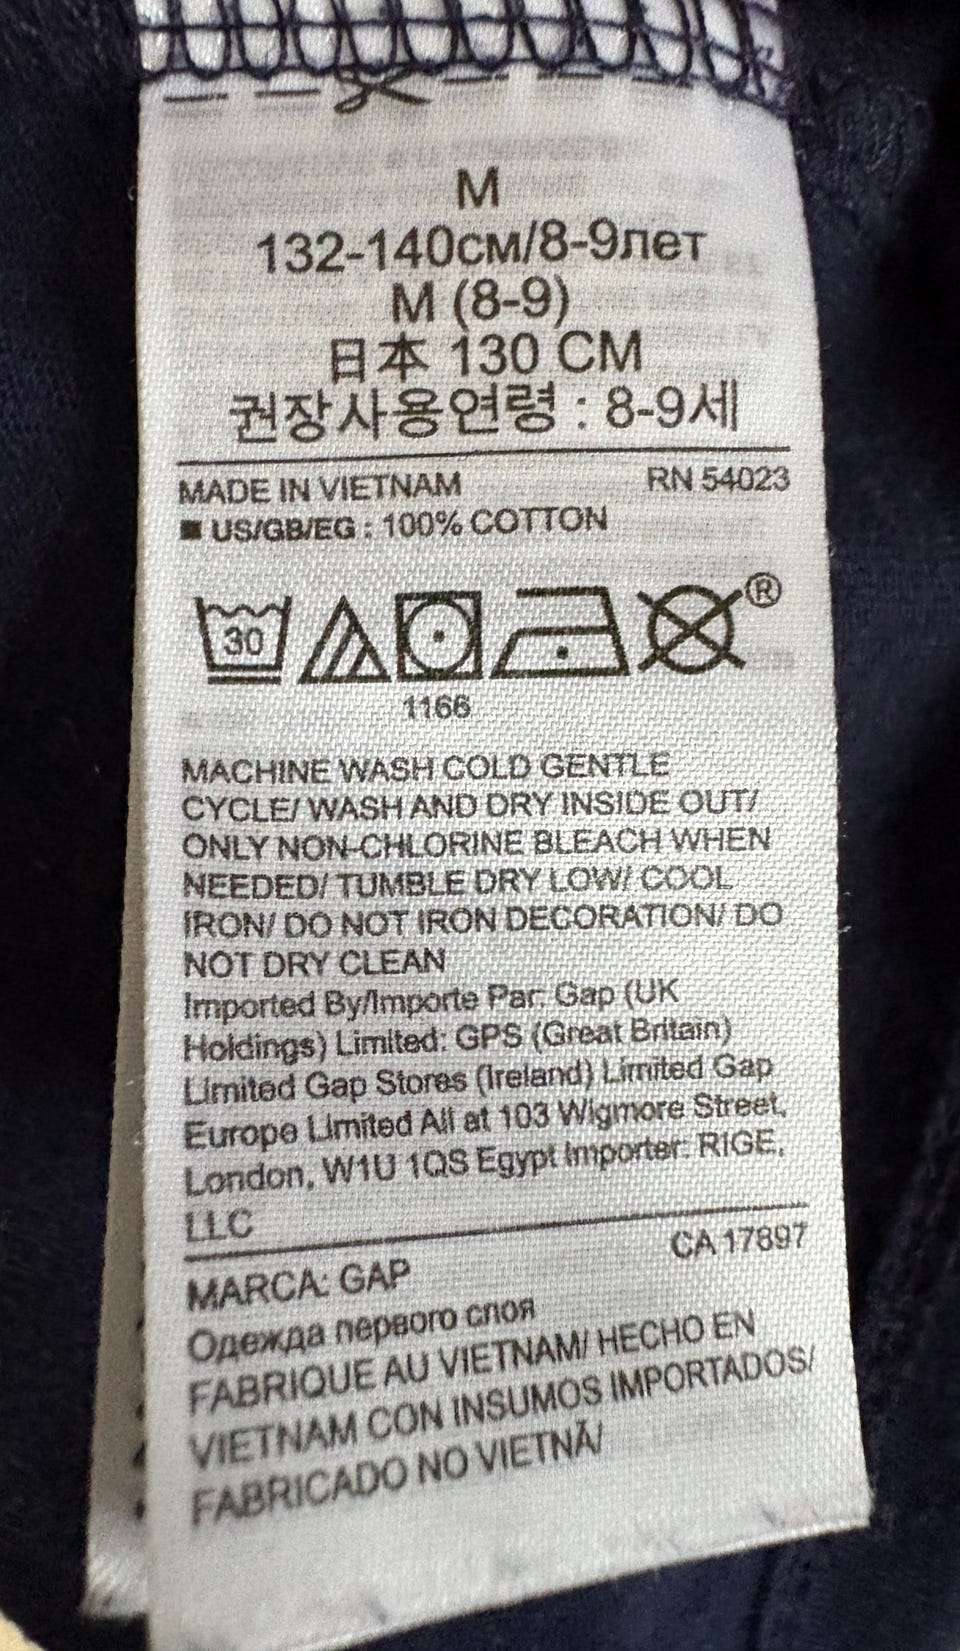 M
132-140см/8-9лет
M (8-9)
日本 130 CM
권장사용연령 : 8-9세
MADE IN VIETNAM RN 54023
■ US/GB/EG : 100% COTTON
30 ®
1166
MACHINE WASH COLD GENTLE
CYCLE/ WASH AND DRY INSIDE OUT/
ONLY NON-CHLORINE BLEACH WHEN
NEEDED/ TUMBLE DRY LOW/ COOL
IRON/ DO NOT IRON DECORATION/ DO
NOT DRY CLEAN
Imported By/Importe Par: Gap (UK
Holdings) Limited: GPS (Great Britain)
Limited Gap Stores (Ireland) Limited Gap
Europe Limited All at 103 Wigmore Street,
London, W1U 1QS Egypt Importer: RIGE,
LLC
CA 17897
MARCA: GAP
Одежда первого слоя
FABRIQUE AU VIETNAM/ HECHO EN
VIETNAM CON INSUMOS IMPORTADOS/
FABRICADO NO VIETNÃ/